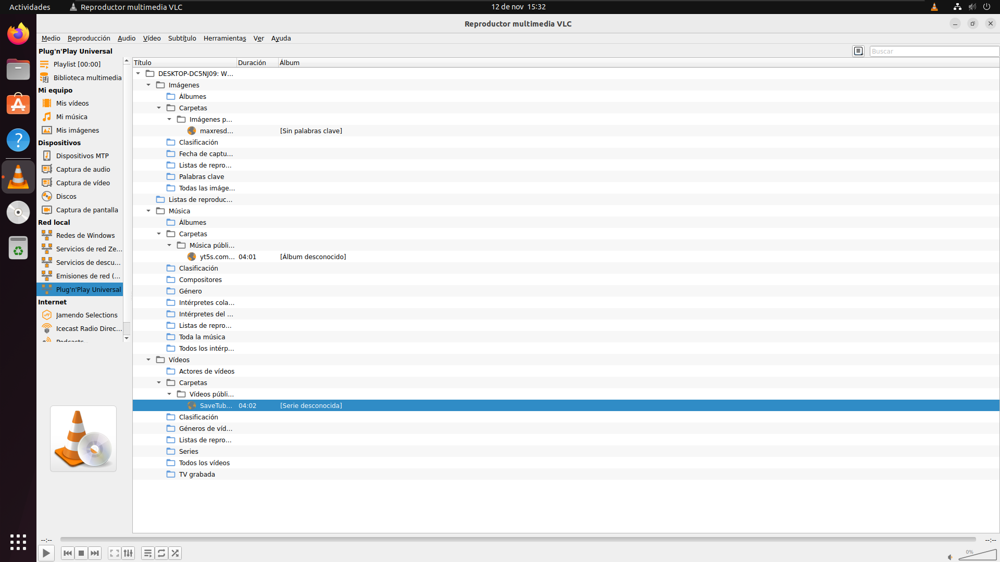 Actividades
Reproductor multimedia VLC
12 de nov 15:32
Reproductor multimedia VLC
Medio Reproducción Audio Vídeo Subtítulo Herramientas Ver Ayuda
Plug'n'Play Universal
Buscar
Playlist [00:00]
Biblioteca multimedia
Mi equipo
Mis vídeos
Mi música
Mis imágenes
Dispositivos
Dispositivos MTP
Captura de audio
Captura de vídeo
Discos
Captura de pantalla
Red local
Redes de Windows
Servicios de red Ze...
Servicios de descu...
Emisiones de red (...
Plug'n'Play Universal
Internet
Jamendo Selections
Icecast Radio Direc...
Podcasts
Título Duración Álbum
DESKTOP-DC5NJ09: W...
Imágenes
Álbumes
Carpetas
Imágenes p...
maxresd... [Sin palabras clave]
Clasificación
Fecha de captu...
Listas de repro...
Palabras clave
Todas las imáge...
Listas de reproduc...
Música
Álbumes
Carpetas
Música públi...
yt5s.com... 04:01 [Álbum desconocido]
Clasificación
Compositores
Género
Intérpretes cola...
Intérpretes del ...
Listas de repro...
Toda la música
Todos los intérp...
Vídeos
Actores de vídeos
Carpetas
Vídeos públi...
SaveTub... 04:02 [Serie desconocida]
Clasificación
Géneros de víd...
Listas de repro...
Series
Todos los vídeos
TV grabada
--:-- --:--
0%